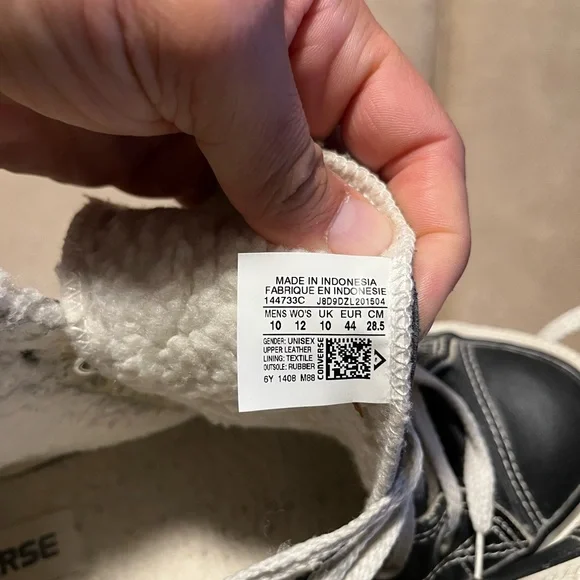 MADE IN INDONESIA
FABRIQUE EN INDONESIE
144733C J8D9DZL201504
MENS WO'S UK EUR CM
10 12 10 44 28.5
GENDER: UNISEX
UPPER LEATHER
LINING: TEXTILE
OUTSOLE: RUBBER
CONVERSE
6Y 1408 M68
ERSE